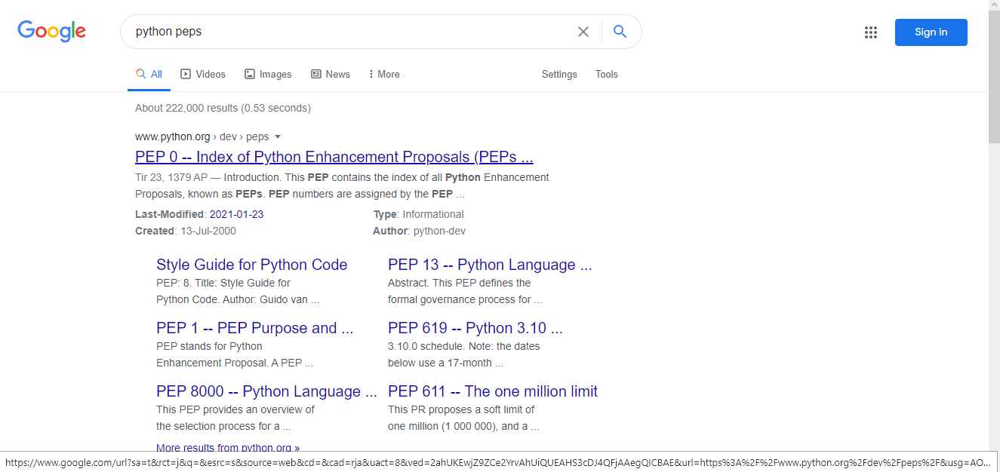 Google
python peps
Sign in
All Videos Images News More Settings Tools
About 222,000 results (0.53 seconds)
www.python.org › dev › peps
PEP 0 -- Index of Python Enhancement Proposals (PEPs ...
Tir 23, 1379 AP — Introduction. This PEP contains the index of all Python Enhancement
Proposals, known as PEPs. PEP numbers are assigned by the PEP ...
Last-Modified: 2021-01-23 Type: Informational
Created: 13-Jul-2000 Author: python-dev
Style Guide for Python Code
PEP: 8. Title: Style Guide for
Python Code. Author: Guido van ...
PEP 13 -- Python Language ...
Abstract. This PEP defines the
formal governance process for ...
PEP 1 -- PEP Purpose and ...
PEP stands for Python
Enhancement Proposal. A PEP ...
PEP 619 -- Python 3.10 ...
3.10.0 schedule. Note: the dates
below use a 17-month ...
PEP 8000 -- Python Language ...
This PEP provides an overview of
the selection process for a ...
PEP 611 -- The one million limit
This PR proposes a soft limit of
one million (1 000 000), and a ...
More results from python.org »
https://www.google.com/url?sa=t&rct=j&q=&esrc=s&source=web&cd=&cad=rja&uact=8&ved=2ahUKEwjZ9ZCe2YrvAhUiQUEAHS3cDJ4QFjAAegQICBAE&url=https%3A%2F%2Fwww.python.org%2Fdev%2Fpeps%2F&usg=AO...